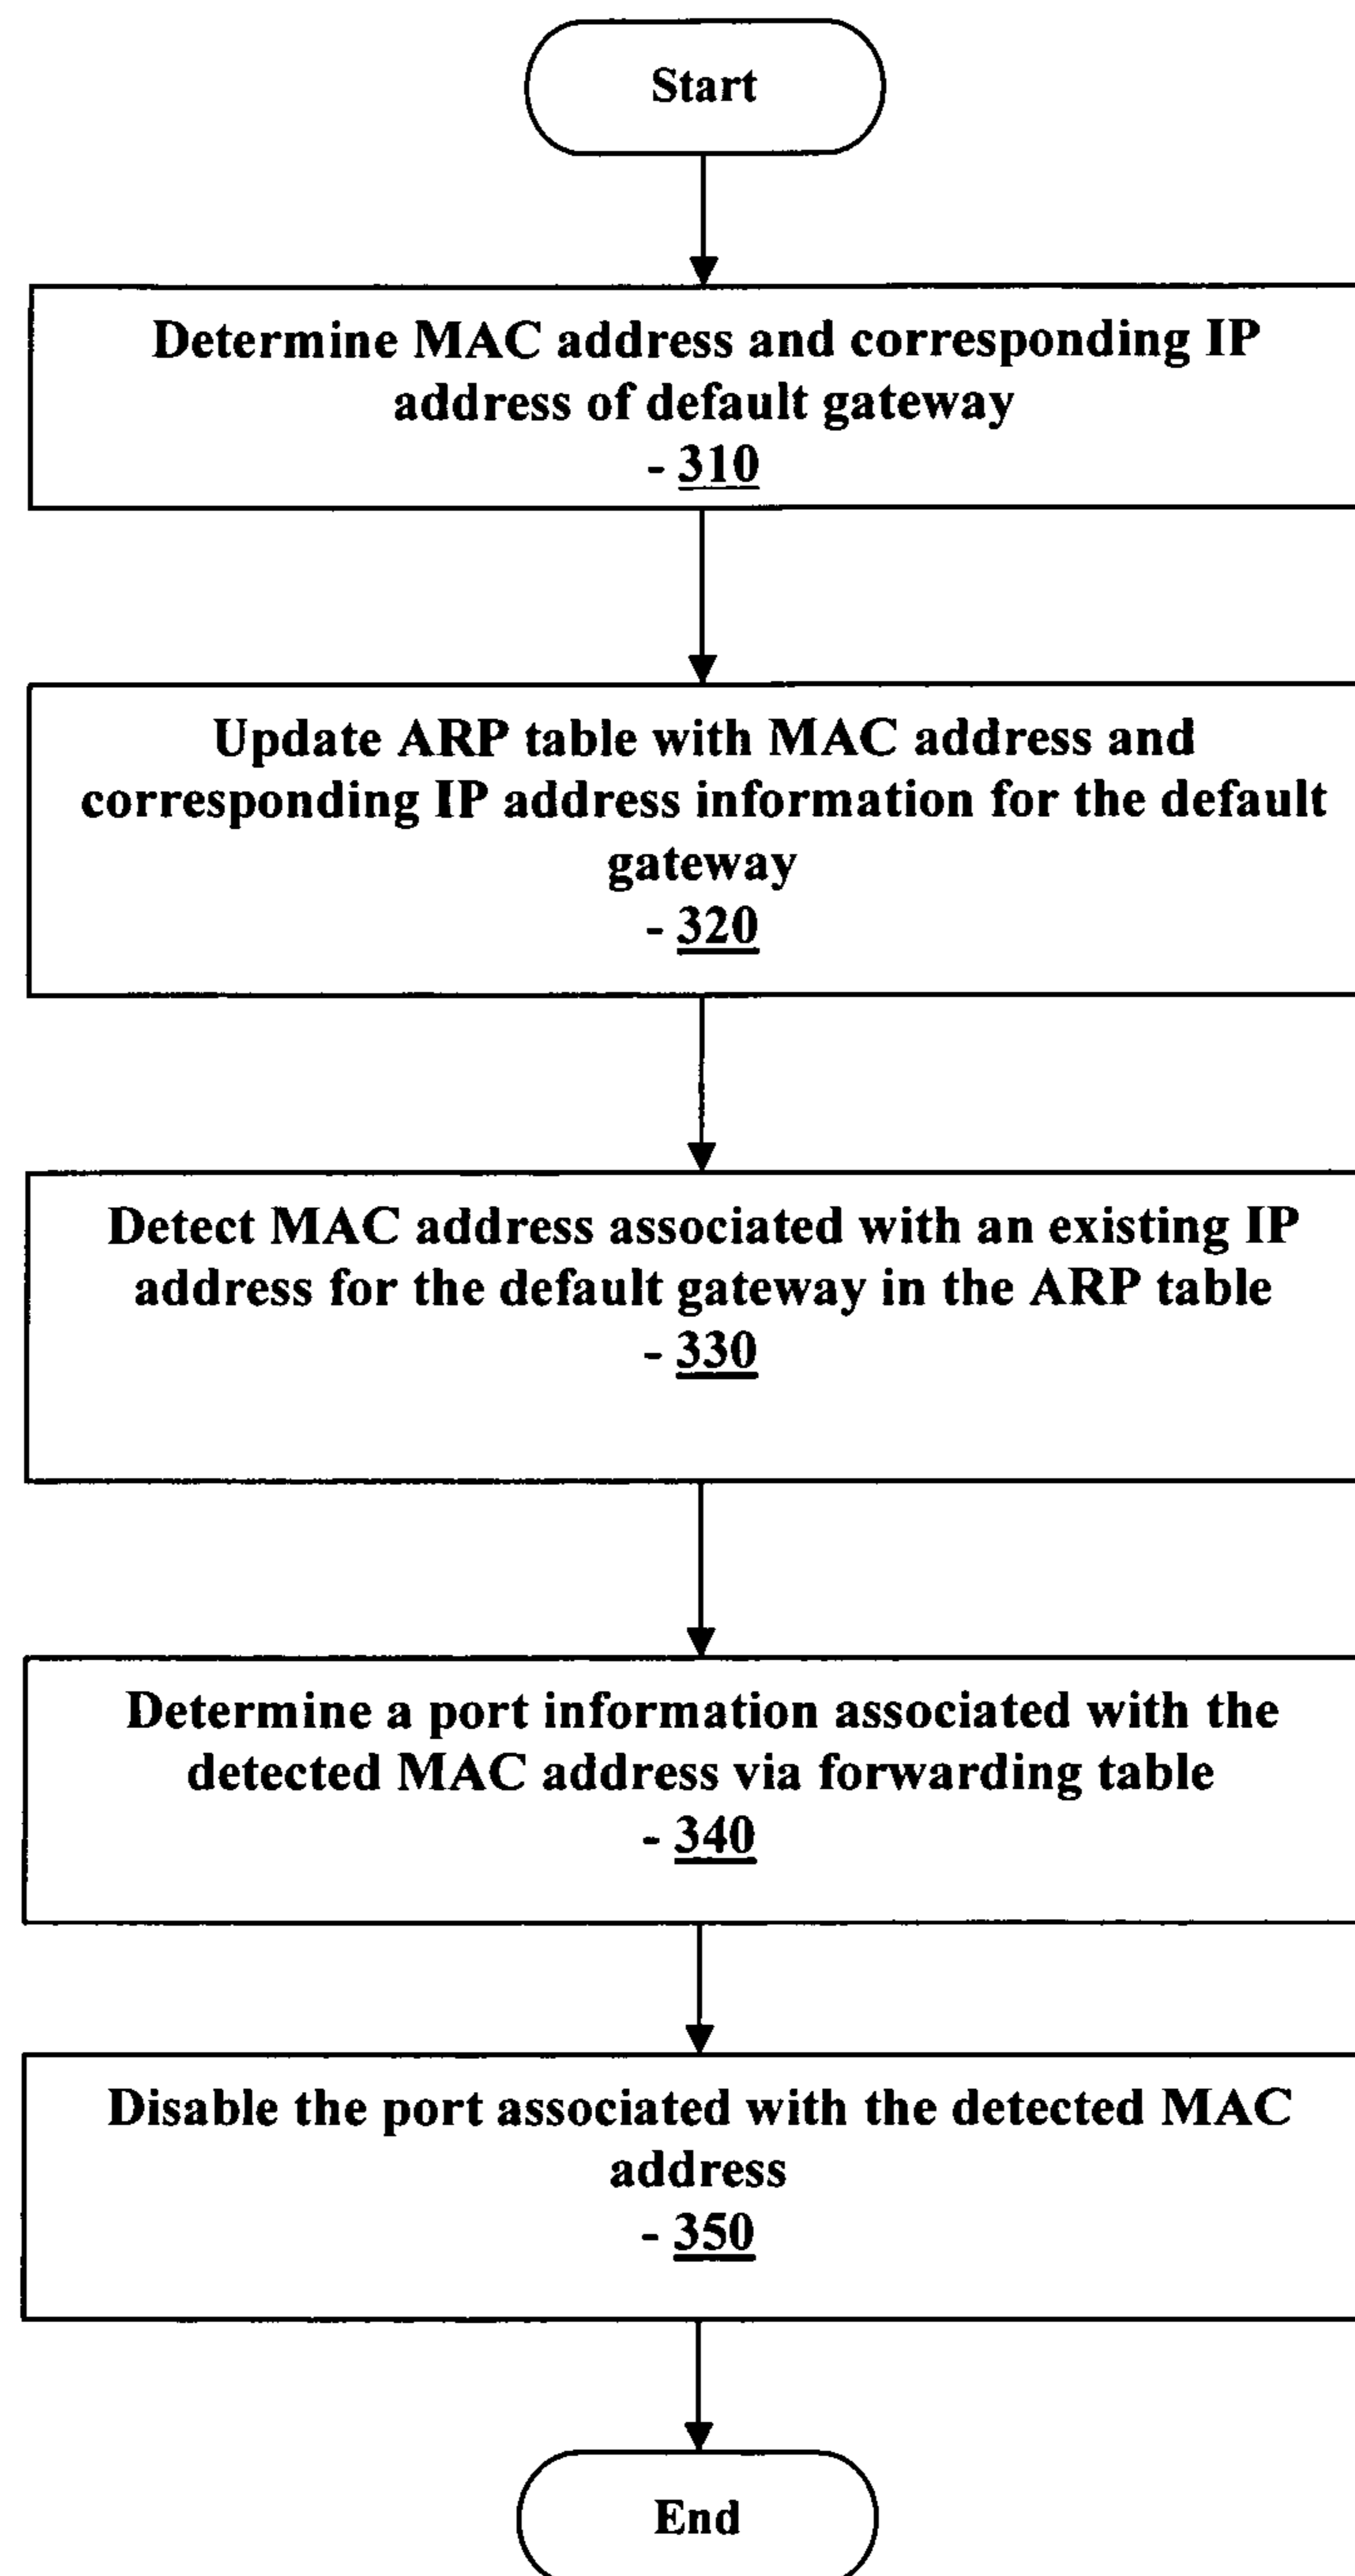 Start
Determine MAC address and corresponding IP
address of default gateway
- 310
Update ARP table with MAC address and
corresponding IP address information for the default
gateway
- 320
Detect MAC address associated with an existing IP
address for the default gateway in the ARP table
- 330
Determine a port information associated with the
detected MAC address via forwarding table
- 340
Disable the port associated with the detected MAC
address
- 350
End